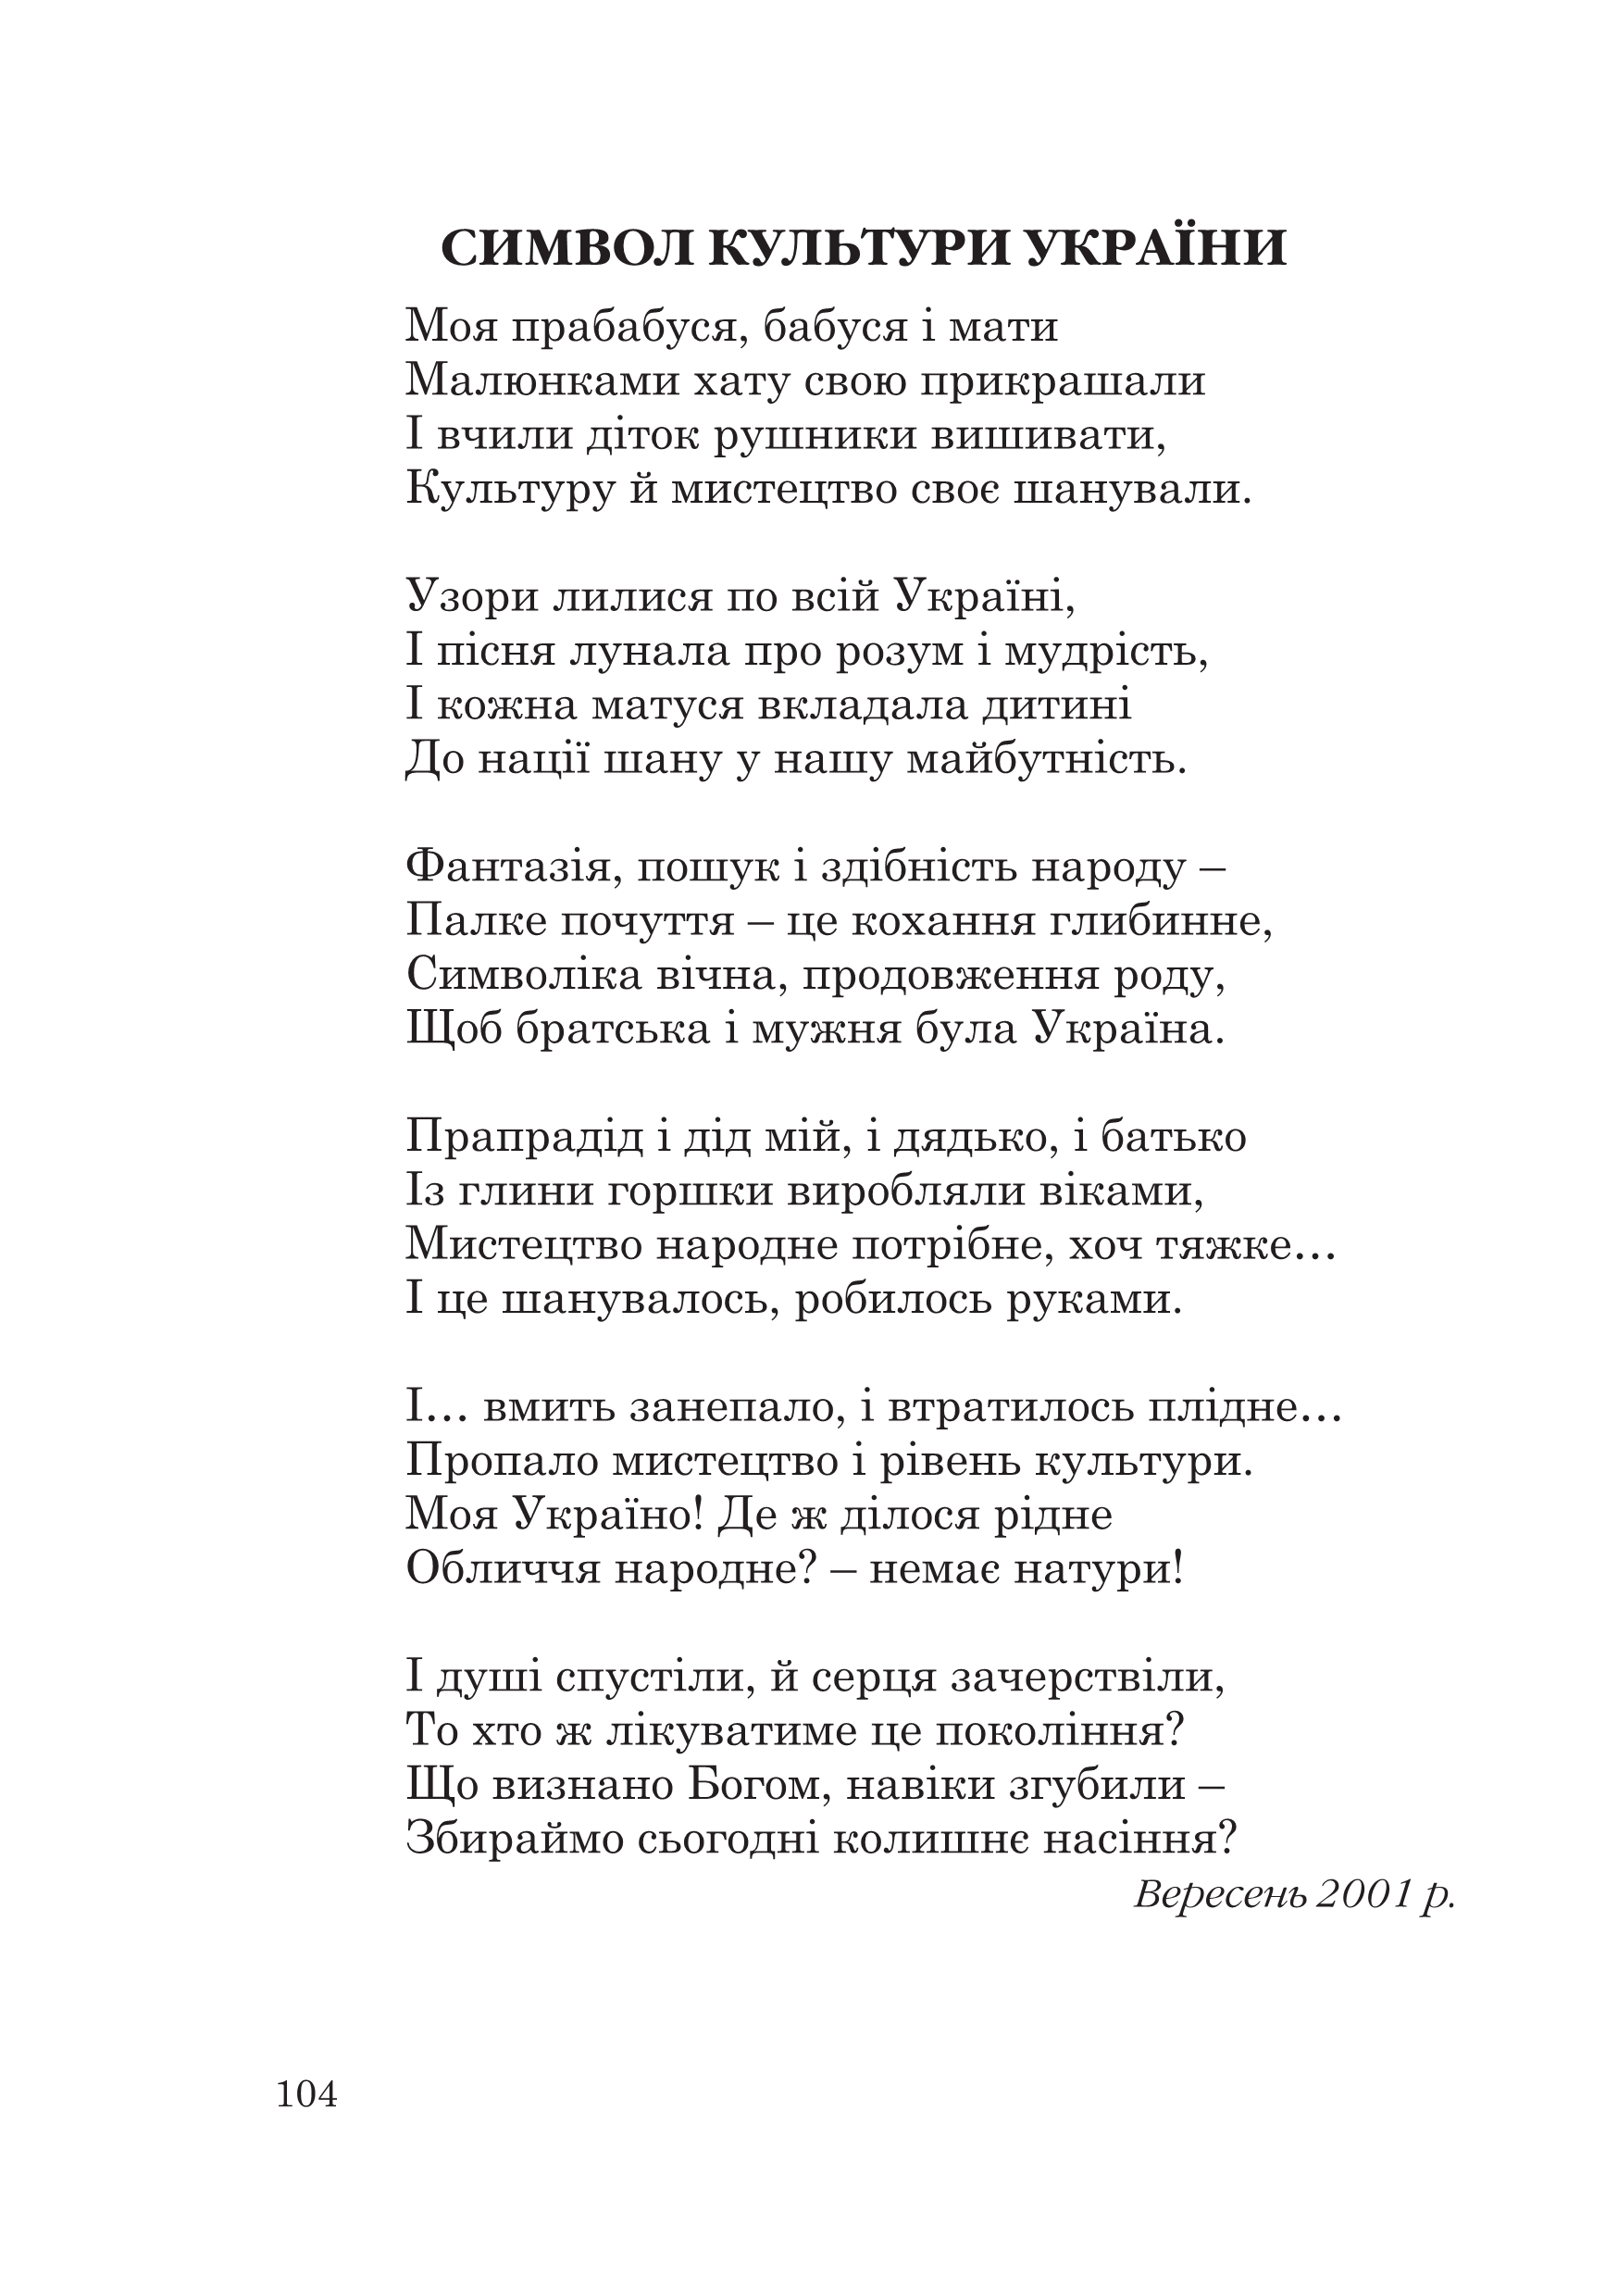 СИМВОЛ КУЛЬТУРИ УКРАЇНИ
Моя прабабуся, бабуся і мати
Малюнками хату свою прикрашали
І вчили діток рушники вишивати,
Культуру й мистецтво своє шанували.
Узори лилися по всій Україні,
І пісня лунала про розум і мудрість,
І кожна матуся вкладала дитині
До нації шану у нашу майбутність.
Фантазія, пошук і здібність народу –
Палке почуття – це кохання глибинне,
Символіка вічна, продовження роду,
Щоб братська і мужня була Україна.
Прапрадід і дід мій, і дядько, і батько
Із глини горшки виробляли віками,
Мистецтво народне потрібне, хоч тяжке…
І це шанувалось, робилось руками.
І… вмить занепало, і втратилось плідне…
Пропало мистецтво і рівень культури.
Моя Україно! Де ж ділося рідне
Обличчя народне? – немає натури!
І душі спустіли, й серця зачерствіли,
То хто ж лікуватиме це покоління?
Що визнано Богом, навіки згубили –
Збираймо сьогодні колишнє насіння?
Вересень 2001 р.
104